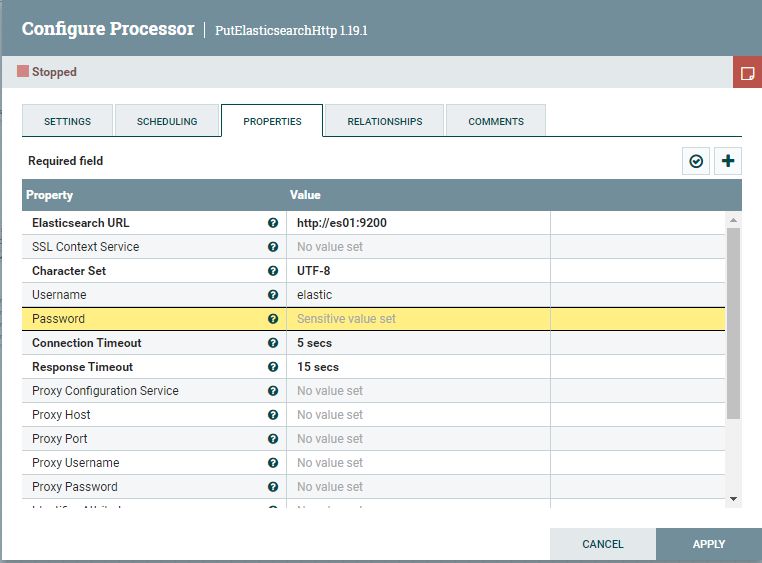 Configure Processor | PutElasticsearchHttp 1.19.1
Stopped
SETTINGS SCHEDULING PROPERTIES RELATIONSHIPS COMMENTS
Required field
Property Value
Elasticsearch URL http://es01:9200
SSL Context Service No value set
Character Set UTF-8
Username elastic
Password Sensitive value set
Connection Timeout 5 secs
Response Timeout 15 secs
Proxy Configuration Service No value set
Proxy Host No value set
Proxy Port No value set
Proxy Username No value set
Proxy Password No value set
CANCEL APPLY